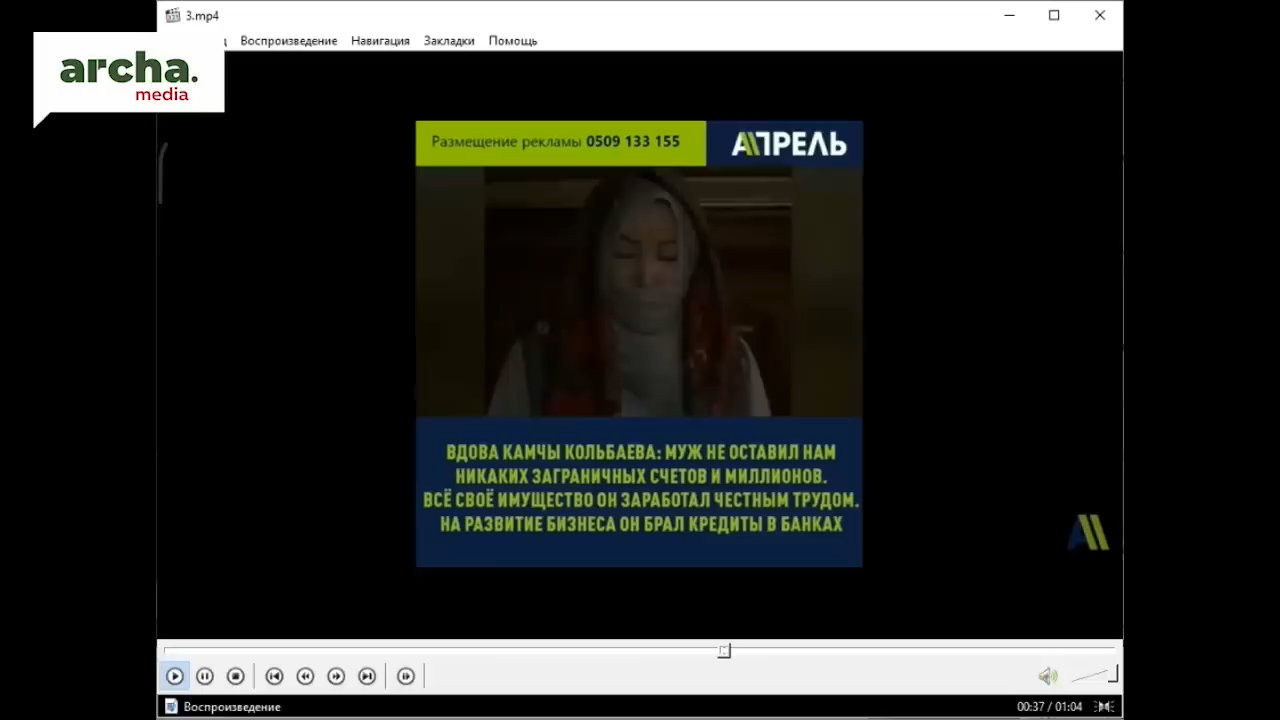 3.mp4
Воспроизведение Навигация Закладки Помощь
archa.
media
Размещение рекламы 0509 133 155
АПРЕЛЬ
ВДОВА КАМЧЫ КОЛЬБАЕВА: МУЖ НЕ ОСТАВИЛ НАМ
НИКАКИХ ЗАГРАНИЧНЫХ СЧЕТОВ И МИЛЛИОНОВ.
ВСЁ СВОЁ ИМУЩЕСТВО ОН ЗАРАБОТАЛ ЧЕСТНЫМ ТРУДОМ.
НА РАЗВИТИЕ БИЗНЕСА ОН БРАЛ КРЕДИТЫ В БАНКАХ
Воспроизведение
00:37 / 01:04